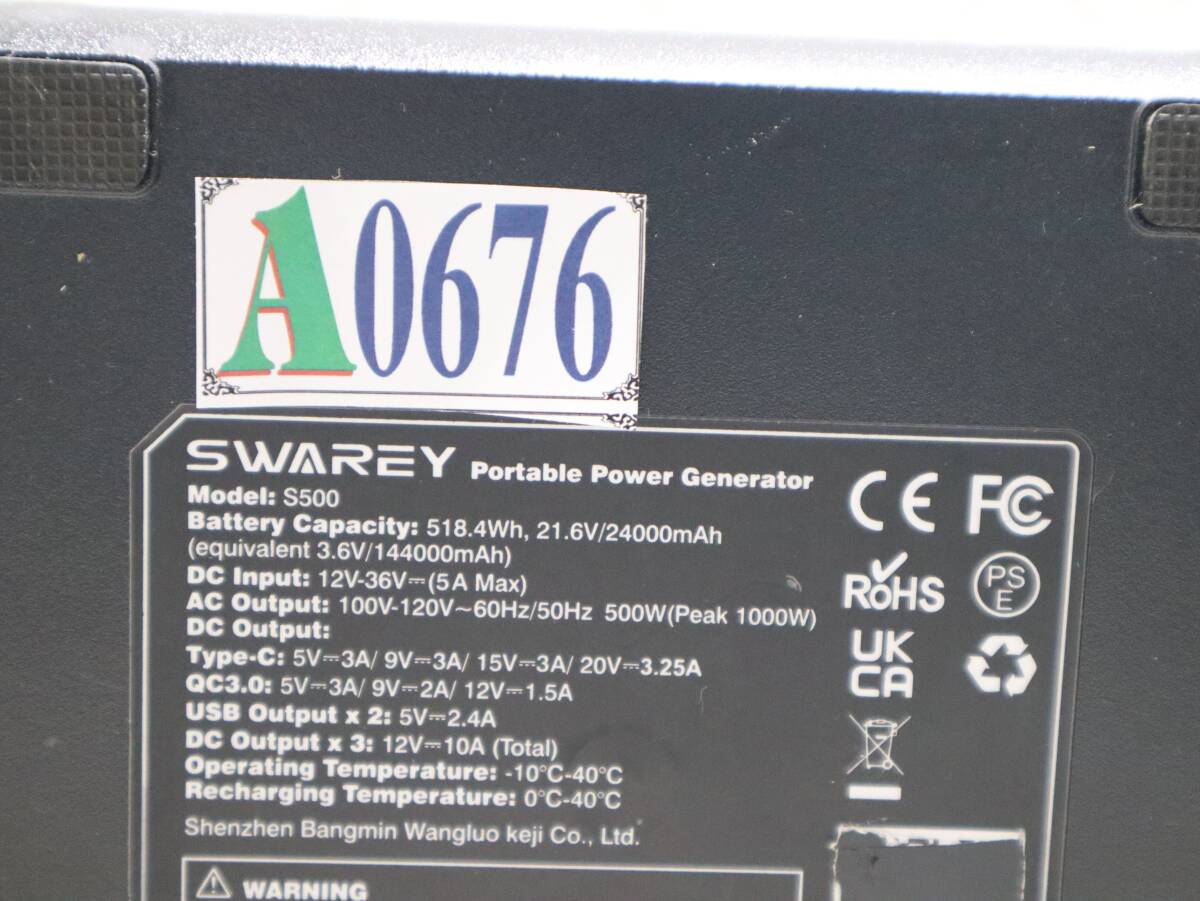 A0676
SWAREY Portable Power Generator
Model: S500
Battery Capacity: 518.4Wh, 21.6V/24000mAh
(equivalent 3.6V/144000mAh)
DC Input: 12V-36V⎓(5A Max)
AC Output: 100V-120V~60Hz/50Hz 500W(Peak 1000W)
DC Output:
Type-C: 5V⎓3A/ 9V⎓3A/ 15V⎓3A/ 20V⎓3.25A
QC3.0: 5V⎓3A/ 9V⎓2A/ 12V⎓1.5A
USB Output x 2: 5V⎓2.4A
DC Output x 3: 12V⎓10A (Total)
Operating Temperature: -10°C-40°C
Recharging Temperature: 0°C-40°C
Shenzhen Bangmin Wangluo keji Co., Ltd.
WARNING
CE FC
RoHS PS
E
UK
CA